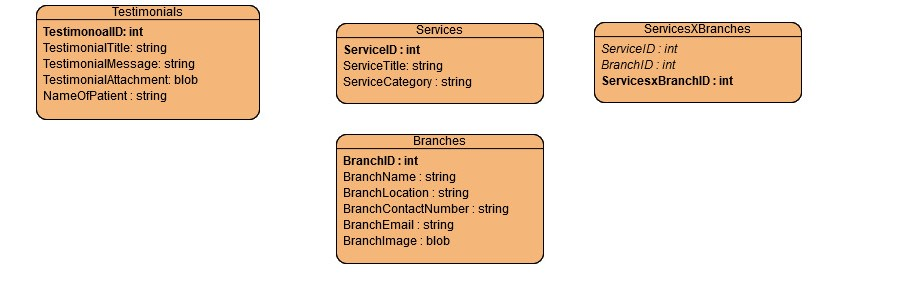 Testimonials
TestimonoalID: int
TestimonialTitle: string
TestimonialMessage: string
TestimonialAttachment: blob
NameOfPatient : string
Services
ServiceID : int
ServiceTitle: string
ServiceCategory : string
ServicesXBranches
ServiceID : int
BranchID : int
ServicesxBranchID : int
Branches
BranchID : int
BranchName : string
BranchLocation : string
BranchContactNumber : string
BranchEmail : string
BranchImage : blob